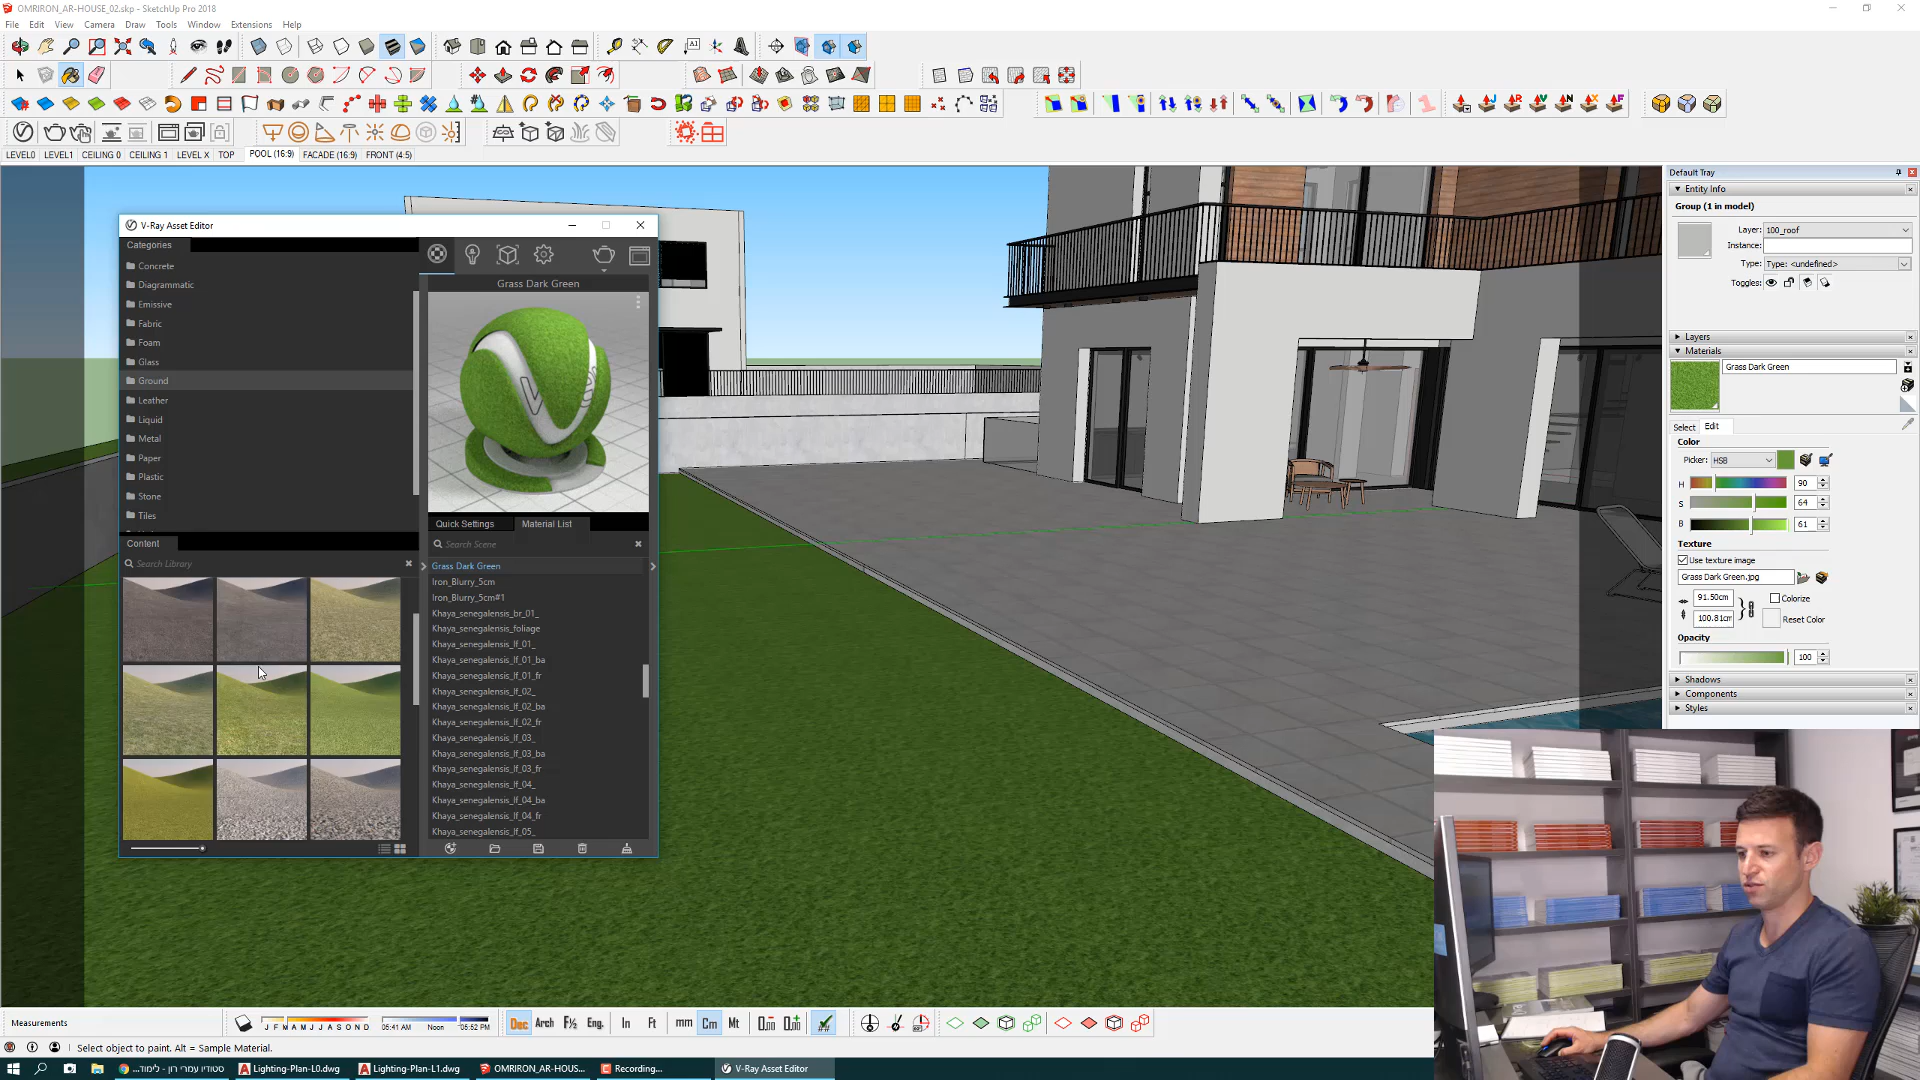 OMRIRON_AR-HOUSE_02.skp - SketchUp Pro 2018
File Edit View Camera Draw Tools Window Extensions Help
LEVEL0 LEVEL1 CEILING 0 CEILING 1 LEVEL X TOP POOL (16:9) FACADE (16:9) FRONT (4:5)
V-Ray Asset Editor
Categories
Concrete
Diagrammatic
Emissive
Fabric
Foam
Glass
Ground
Leather
Liquid
Metal
Paper
Plastic
Stone
Tiles
Content
Search Library
Grass Dark Green
Quick Settings Material List
Search Scene
Grass Dark Green
Iron_Blurry_5cm
Iron_Blurry_5cm#1
Khaya_senegalensis_br_01_
Khaya_senegalensis_foliage
Khaya_senegalensis_lf_01_
Khaya_senegalensis_lf_01_ba
Khaya_senegalensis_lf_01_fr
Khaya_senegalensis_lf_02_
Khaya_senegalensis_lf_02_ba
Khaya_senegalensis_lf_02_fr
Khaya_senegalensis_lf_03_
Khaya_senegalensis_lf_03_ba
Khaya_senegalensis_lf_03_fr
Khaya_senegalensis_lf_04_
Khaya_senegalensis_lf_04_ba
Khaya_senegalensis_lf_04_fr
Khaya_senegalensis_lf_05_
Default Tray
Entity Info
Group (1 in model)
Layer: 100_roof
Instance:
Type: Type: <undefined>
Toggles:
Layers
Materials
Grass Dark Green
Select Edit
Color
Picker: HSB
H 90
S 64
B 61
Texture
Use texture image
Grass Dark Green.jpg
91.50cm
Colorize
100.81cm
Reset Color
Opacity
100
Shadows
Components
Styles
Measurements
J F M A M J J A S O N D
05:41 AM Noon 05:52 PM
Dec Arch F½ Eng. In Ft mm Cm Mt
Select object to paint. Alt = Sample Material.
סטודיו עמרי רון - לימוד...
Lighting-Plan-L0.dwg
Lighting-Plan-L1.dwg
OMRIRON_AR-HOUS...
Recording...
V-Ray Asset Editor